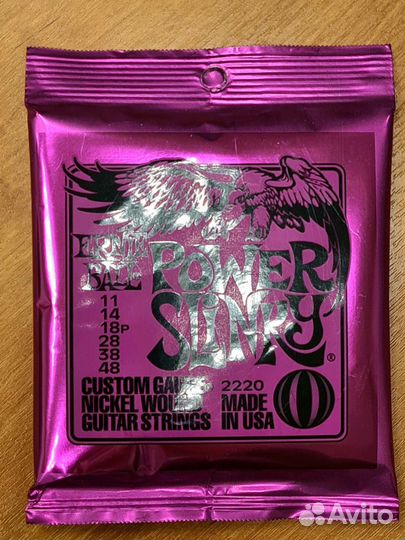 ERNIE BALL
POWER
SLINKY
®
11
14
18P
28
38
48
CUSTOM GAUGE 2220
NICKEL WOUND MADE
GUITAR STRINGS IN USA
Avito